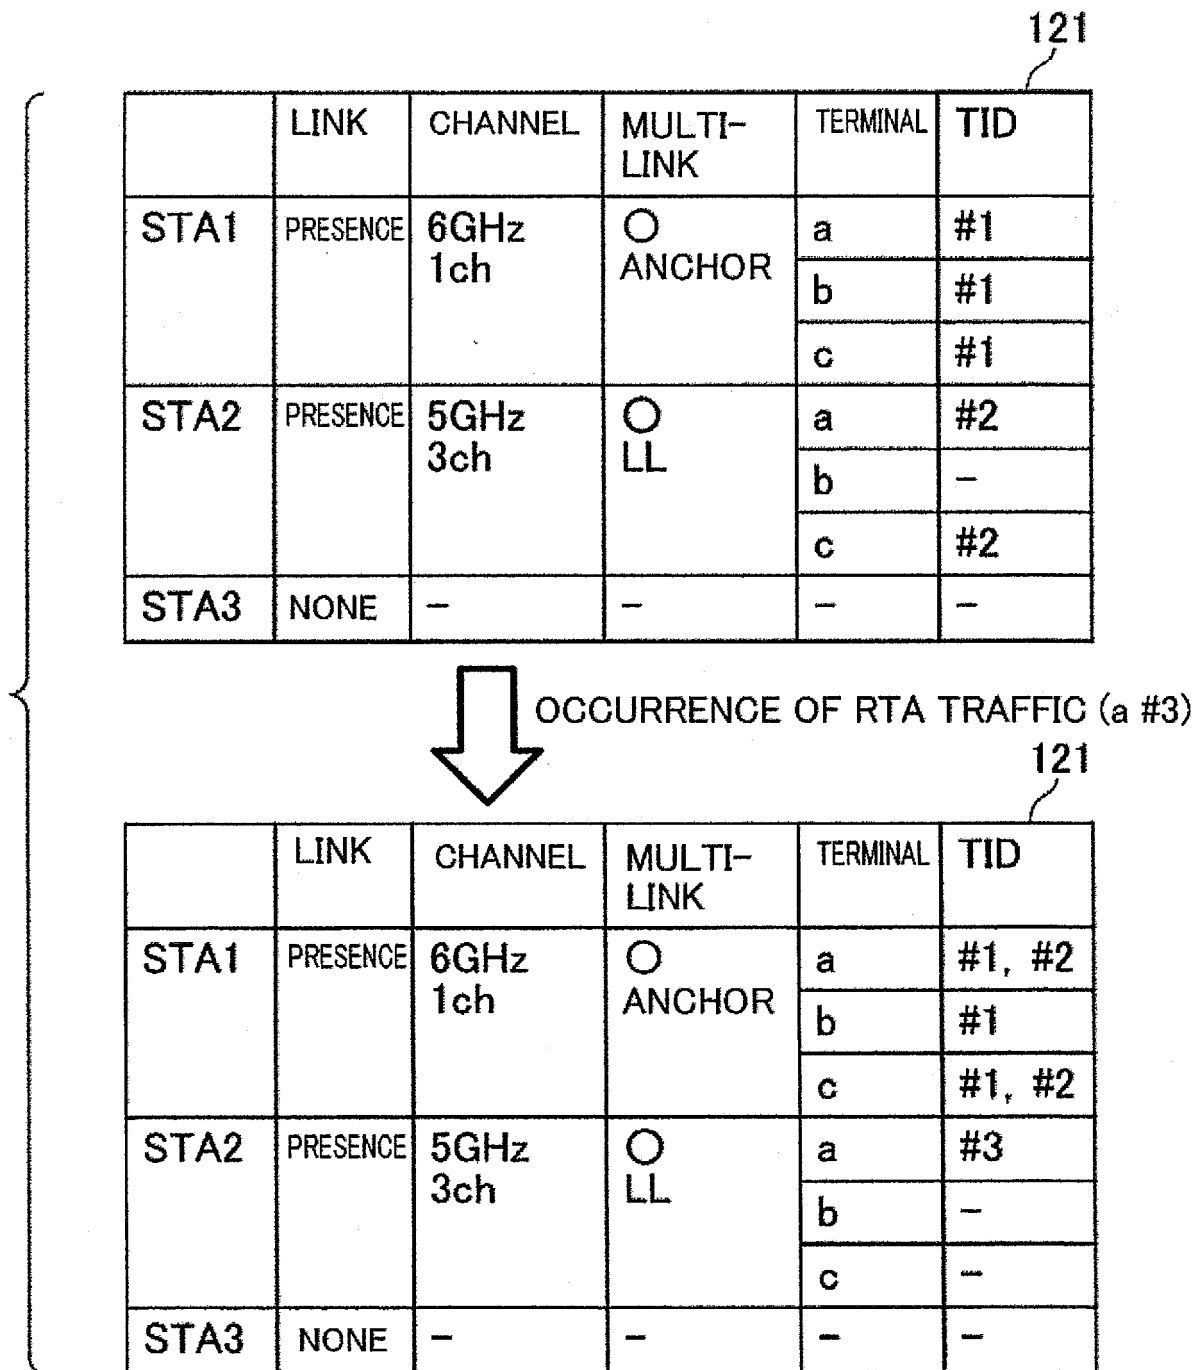 121
LINK CHANNEL MULTI- TERMINAL TID
LINK
STA1 PRESENCE 6GHz ○ a #1
1ch ANCHOR
b #1
c #1
STA2 PRESENCE 5GHz ○ a #2
3ch LL
b -
c #2
STA3 NONE - - - -
OCCURRENCE OF RTA TRAFFIC (a #3)
121
LINK CHANNEL MULTI- TERMINAL TID
LINK
STA1 PRESENCE 6GHz ○ a #1, #2
1ch ANCHOR
b #1
c #1, #2
STA2 PRESENCE 5GHz ○ a #3
3ch LL
b -
c -
STA3 NONE - - - -